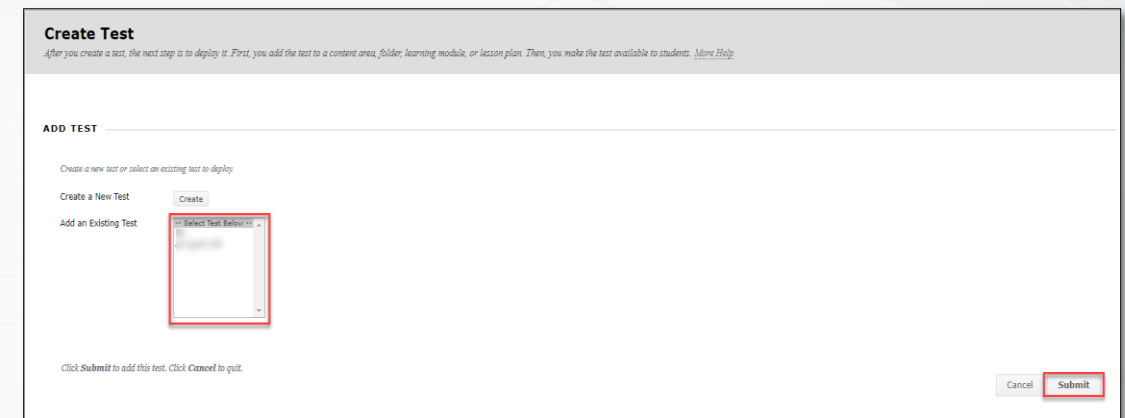 Create Test
After you create a test, the next step is to deploy it. First, you add the test to a content area, folder, learning module, or lesson plan. Then, you make the test available to students. More Help
ADD TEST
Create a new test or select an existing test to deploy.
Create a New Test Create
Add an Existing Test -- Select Test Below --
Click Submit to add this test. Click Cancel to quit.
Cancel Submit